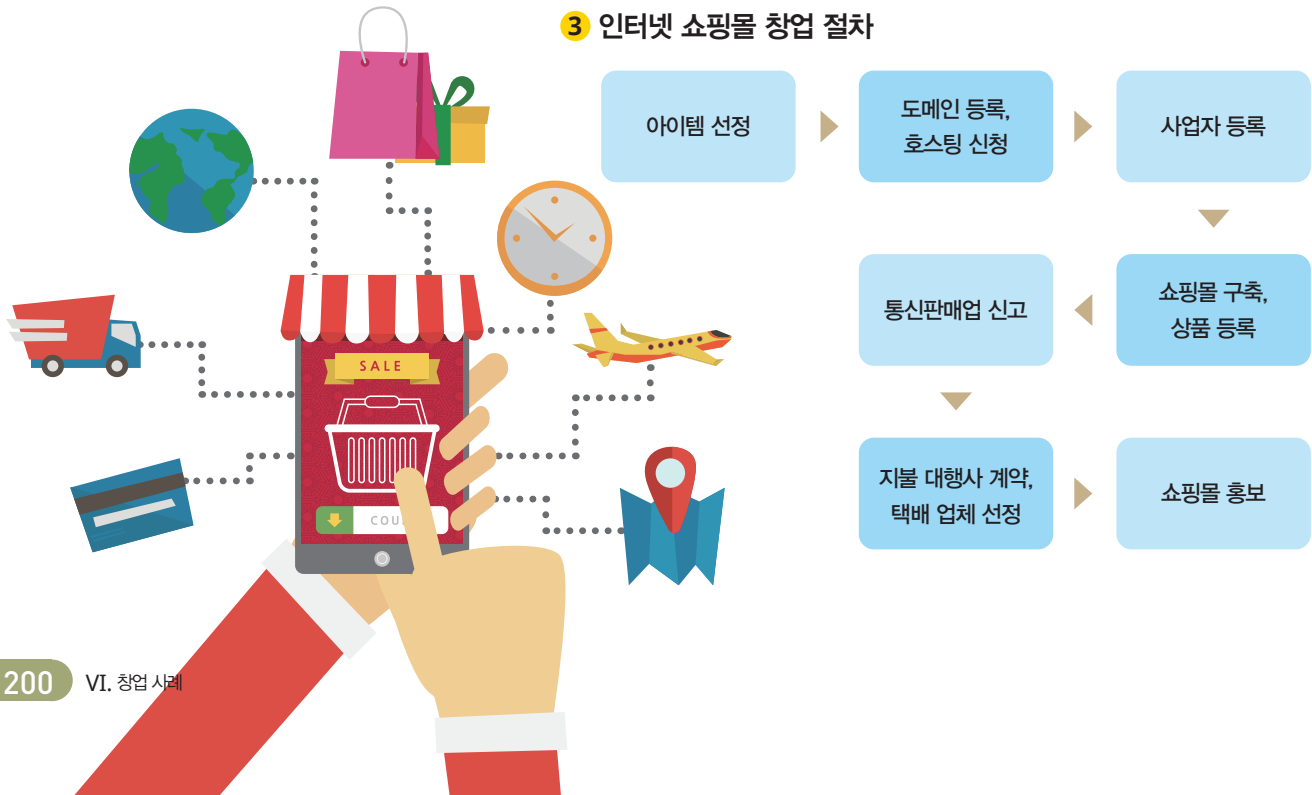 3 인터넷 쇼핑몰 창업 절차
아이템 선정
도메인 등록,
호스팅 신청
사업자 등록
쇼핑몰 구축,
상품 등록
통신판매업 신고
지불 대행사 계약,
택배 업체 선정
쇼핑몰 홍보
SALE
200 VI. 창업 사례